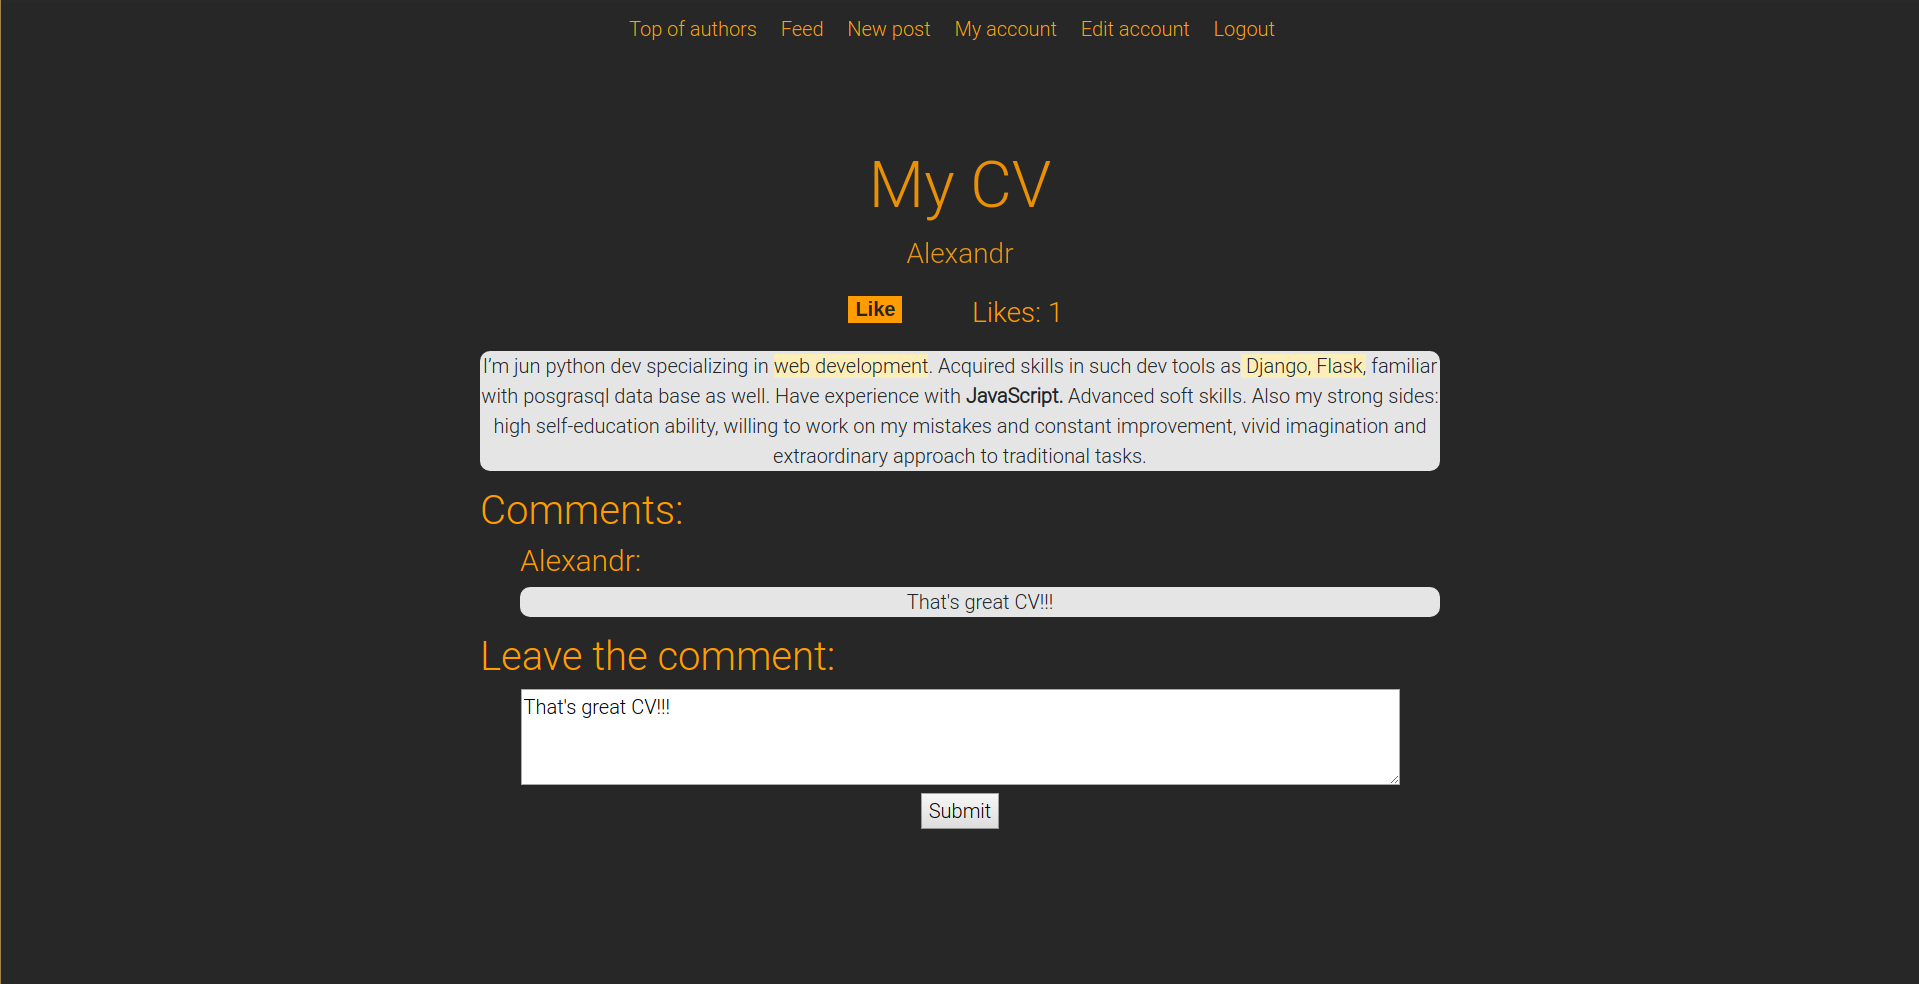 Top of authors Feed New post My account Edit account Logout
My CV
Alexandr
Like Likes: 1
I’m jun python dev specializing in web development. Acquired skills in such dev tools as Django, Flask, familiar
with posgrasql data base as well. Have experience with JavaScript. Advanced soft skills. Also my strong sides:
high self-education ability, willing to work on my mistakes and constant improvement, vivid imagination and
extraordinary approach to traditional tasks.
Comments:
Alexandr:
That's great CV!!!
Leave the comment:
That's great CV!!!
Submit